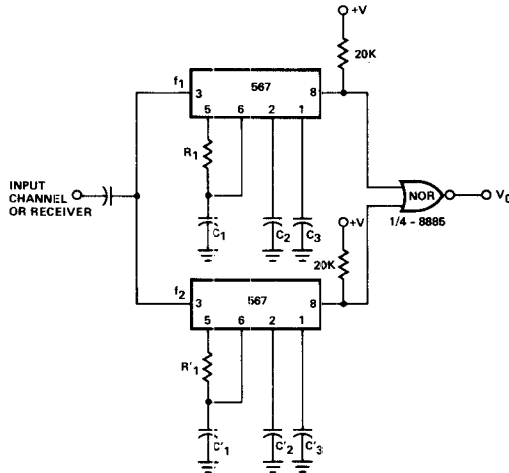 +V
20K
f1
567
3
8
5
6
2
1
R1
C1
C2
C3
INPUT
CHANNEL
OR RECEIVER
NOR
VO
1/4 - 8885
+V
20K
f2
3
567
8
5
6
2
1
R'1
C'1
C'2
C'3